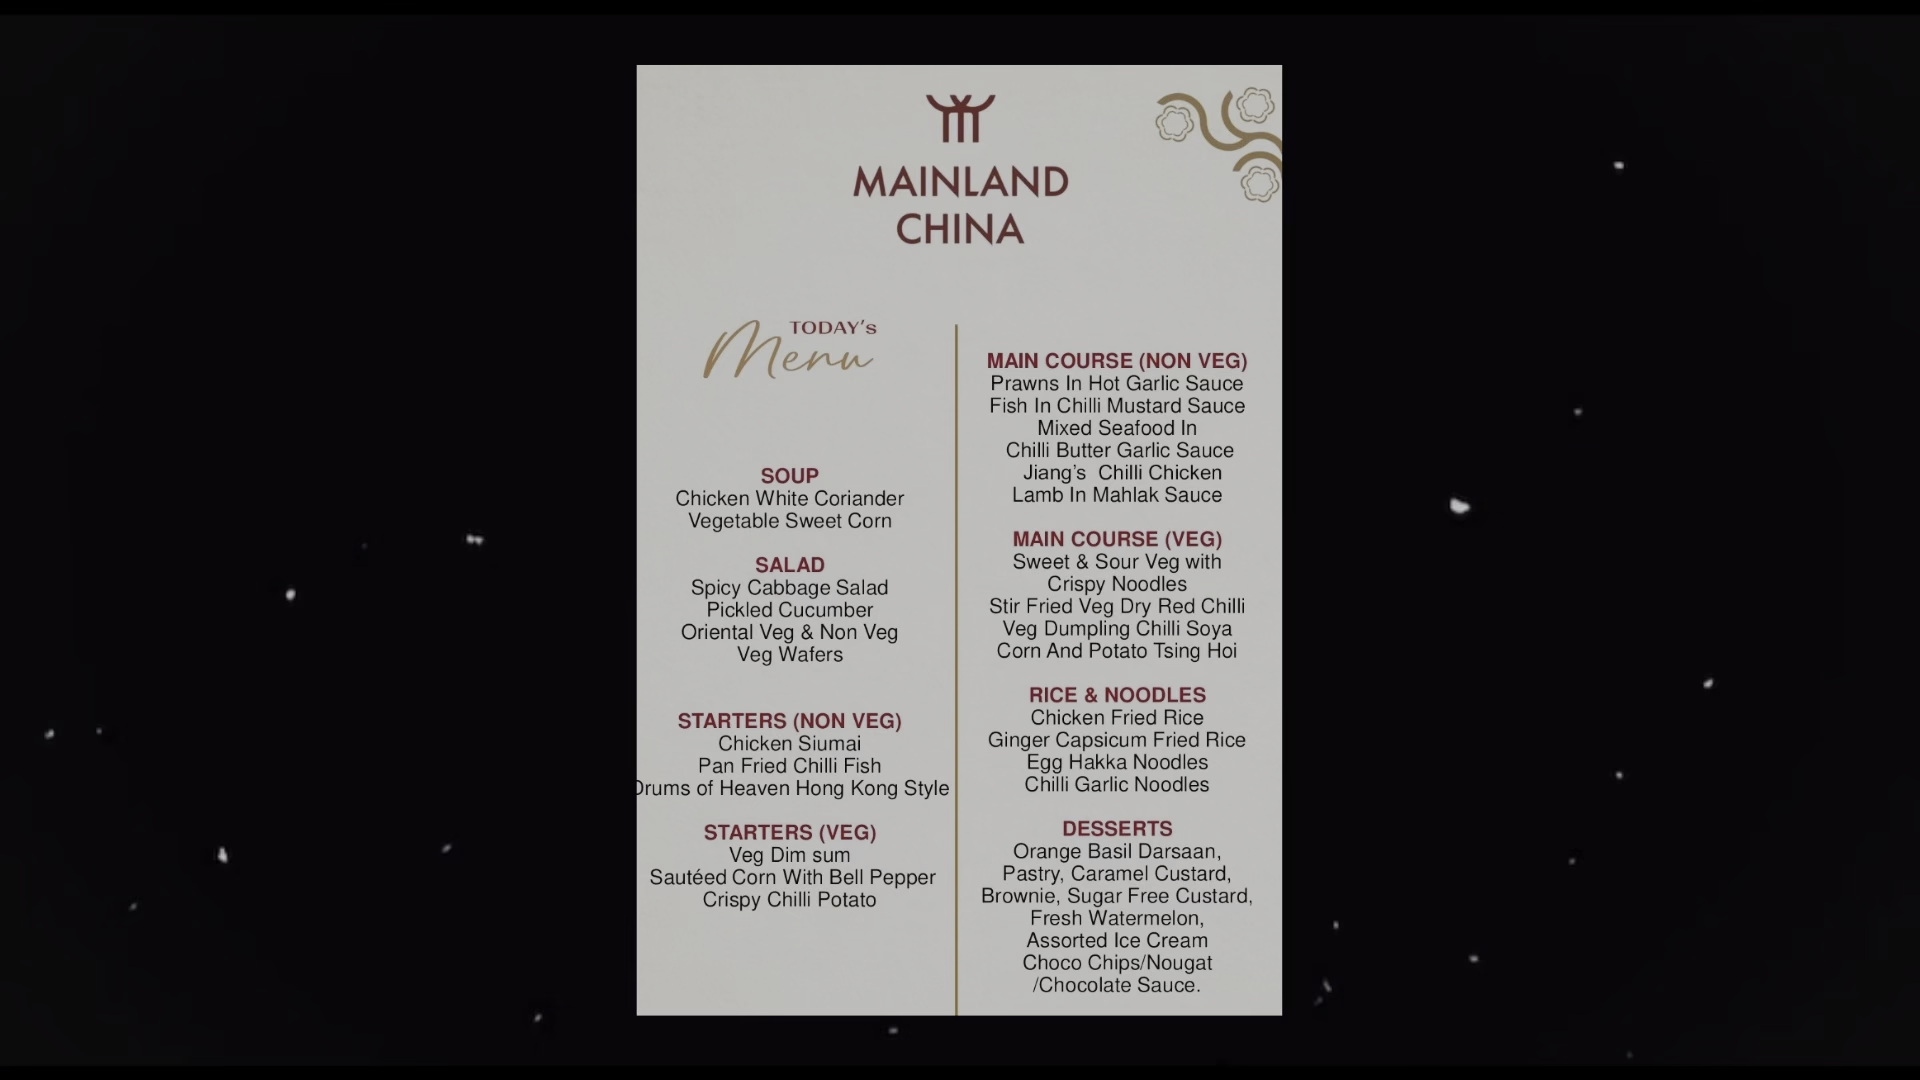 MAINLAND
CHINA
TODAY's
Menu
SOUP
Chicken White Coriander
Vegetable Sweet Corn
SALAD
Spicy Cabbage Salad
Pickled Cucumber
Oriental Veg & Non Veg
Veg Wafers
STARTERS (NON VEG)
Chicken Siumai
Pan Fried Chilli Fish
Drums of Heaven Hong Kong Style
STARTERS (VEG)
Veg Dim sum
Sautéed Corn With Bell Pepper
Crispy Chilli Potato
MAIN COURSE (NON VEG)
Prawns In Hot Garlic Sauce
Fish In Chilli Mustard Sauce
Mixed Seafood In
Chilli Butter Garlic Sauce
Jiang's Chilli Chicken
Lamb In Mahlak Sauce
MAIN COURSE (VEG)
Sweet & Sour Veg with
Crispy Noodles
Stir Fried Veg Dry Red Chilli
Veg Dumpling Chilli Soya
Corn And Potato Tsing Hoi
RICE & NOODLES
Chicken Fried Rice
Ginger Capsicum Fried Rice
Egg Hakka Noodles
Chilli Garlic Noodles
DESSERTS
Orange Basil Darsaan,
Pastry, Caramel Custard,
Brownie, Sugar Free Custard,
Fresh Watermelon,
Assorted Ice Cream
Choco Chips/Nougat
/Chocolate Sauce.